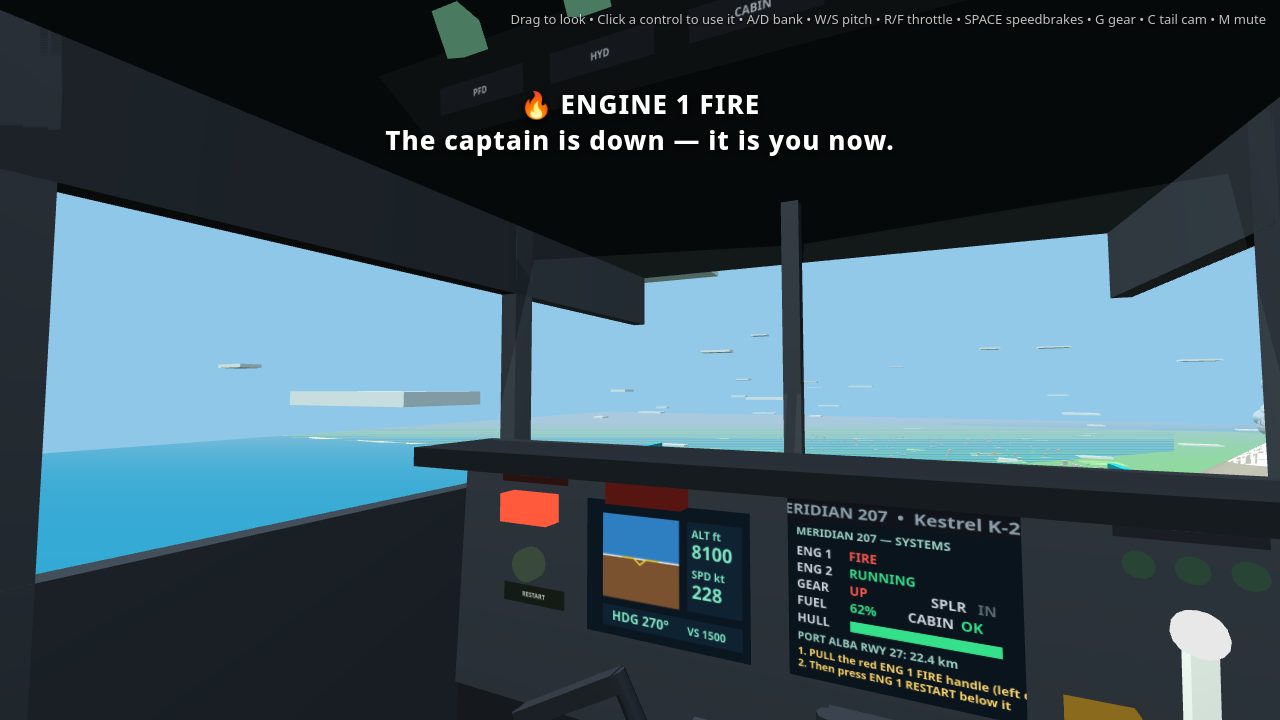 Drag to look • Click a control to use it • A/D bank • W/S pitch • R/F throttle • SPACE speedbrakes • G gear • C tail cam • M mute
CABIN
HYD
PFD
🔥 ENGINE 1 FIRE
The captain is down — it is you now.
ERIDIAN 207 • Kestrel K-2
MERIDIAN 207 — SYSTEMS
ENG 1 FIRE
ENG 2 RUNNING
GEAR UP SPLR IN
FUEL 62% CABIN OK
HULL
PORT ALBA RWY 27: 22.4 km
1. PULL the red ENG 1 FIRE handle (left
2. Then press ENG 1 RESTART below it
ALT ft
8100
SPD kt
228
HDG 270° VS 1500
RESTART